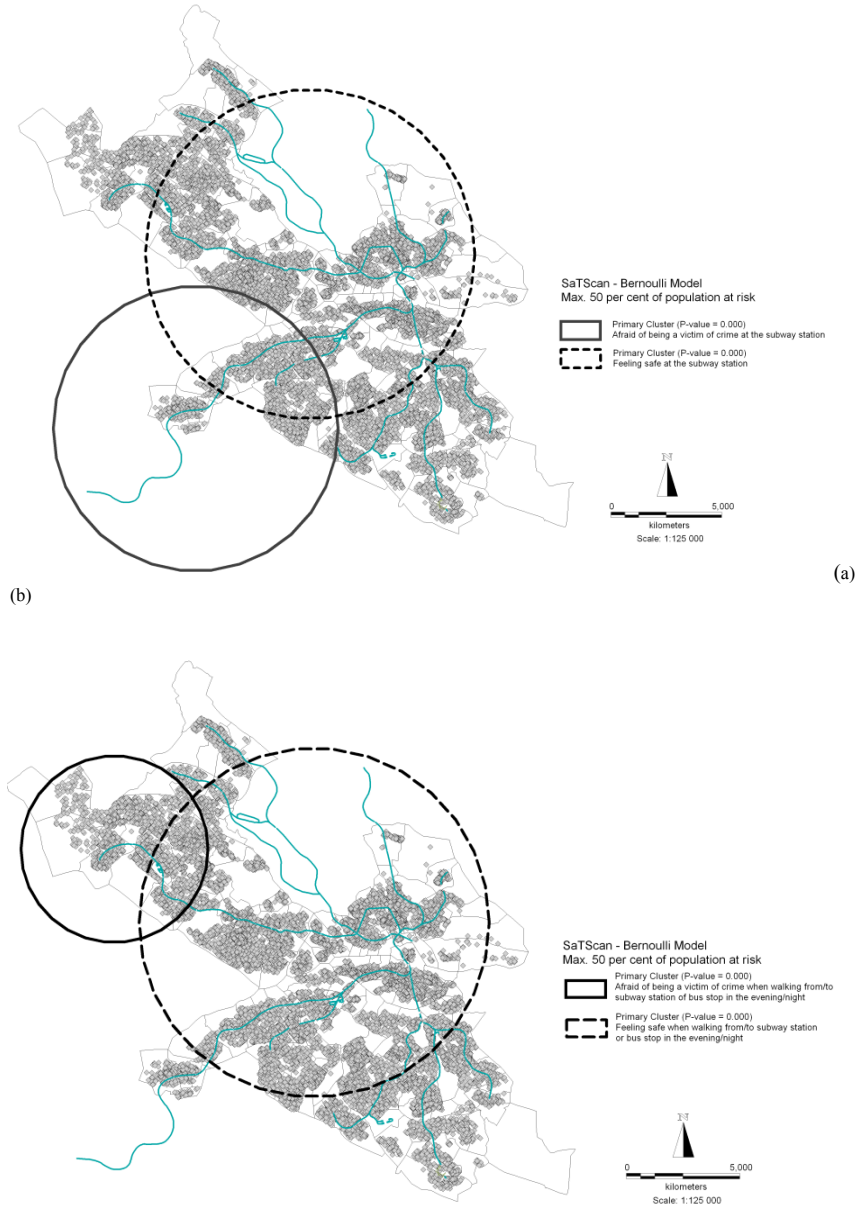 SaTScan - Bernoulli Model
Max. 50 per cent of population at risk
Primary Cluster (P-value = 0.000)
Afraid of being a victim of crime at the subway station
Primary Cluster (P-value = 0.000)
Feeling safe at the subway station
N
0 5,000
kilometers
Scale: 1:125 000
(a)
(b)
SaTScan - Bernoulli Model
Max. 50 per cent of population at risk
Primary Cluster (P-value = 0.000)
Afraid of being a victim of crime when walking from/to
subway station of bus stop in the evening/night
Primary Cluster (P-value = 0.000)
Feeling safe when walking from/to subway station
or bus stop in the evening/night
N
0 5,000
kilometers
Scale: 1:125 000